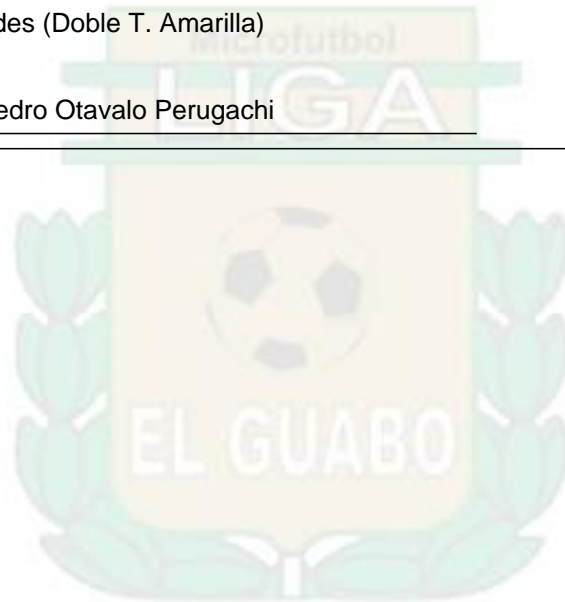 des (Doble T. Amarilla)
Microfutbol
LIGA
edro Otavalo Perugachi
EL GUABO